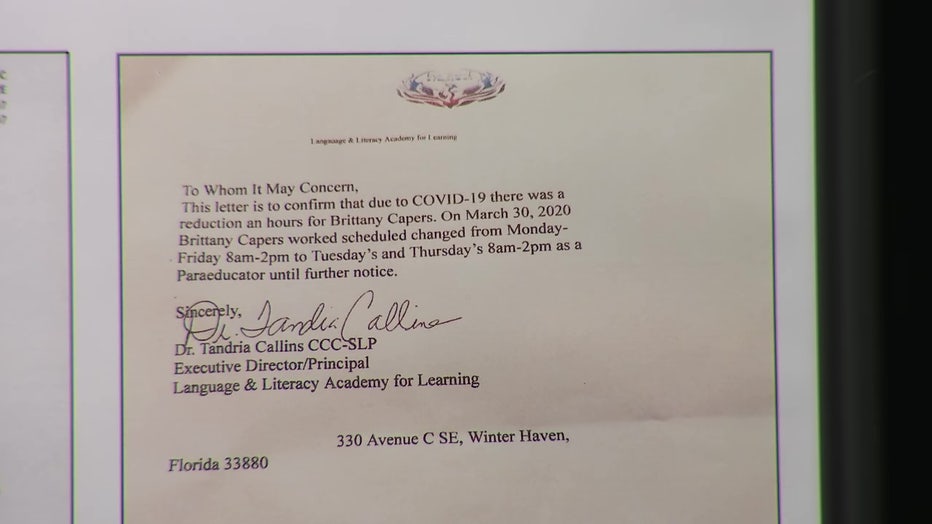 Language & Literacy Academy for Learning
To Whom It May Concern,
This letter is to confirm that due to COVID-19 there was a
reduction an hours for Brittany Capers. On March 30, 2020
Brittany Capers worked scheduled changed from Monday-
Friday 8am-2pm to Tuesday's and Thursday's 8am-2pm as a
Paraeducator until further notice.
Sincerely,
Dr. Tandria Callins
Dr. Tandria Callins CCC-SLP
Executive Director/Principal
Language & Literacy Academy for Learning
330 Avenue C SE, Winter Haven,
Florida 33880